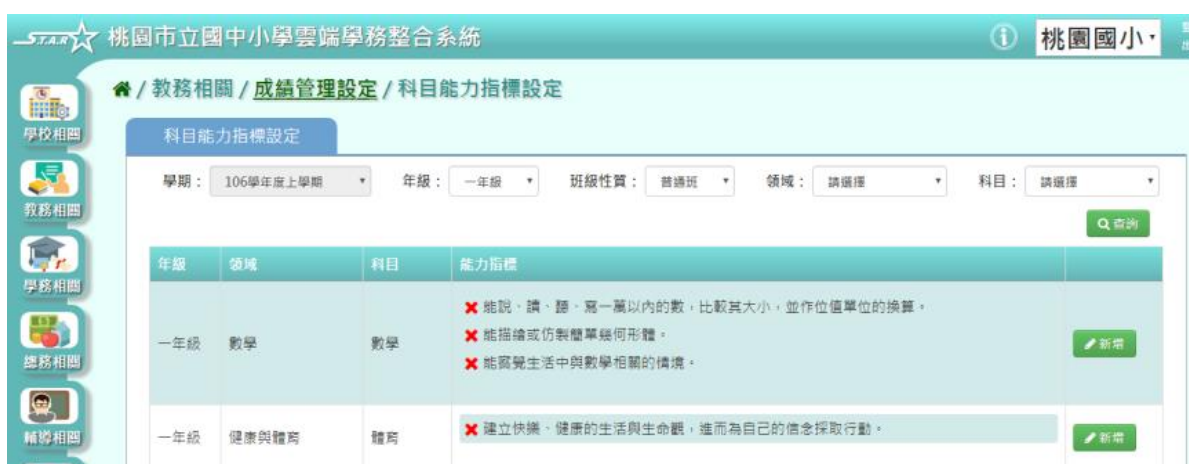 STAR 桃園市立國中小學雲端學務整合系統
桃園國小
/ 教務相關 / 成績管理設定 / 科目能力指標設定
學校相關
教務相關
學務相關
總務相關
輔導相關
科目能力指標設定
學期： 106學年度上學期 年級： 一年級 班級性質： 普通班 領域： 請選擇 科目： 請選擇
查詢
年級 領域 科目 能力指標
能說、讀、聽、寫一萬以內的數，比較其大小，並作位值單位的換算。
能描繪或仿製簡單幾何形體。
能察覺生活中與數學相關的情境。
一年級 數學 數學 新增
一年級 健康與體育 體育 建立快樂、健康的生活與生命觀，進而為自己的信念採取行動。 新增